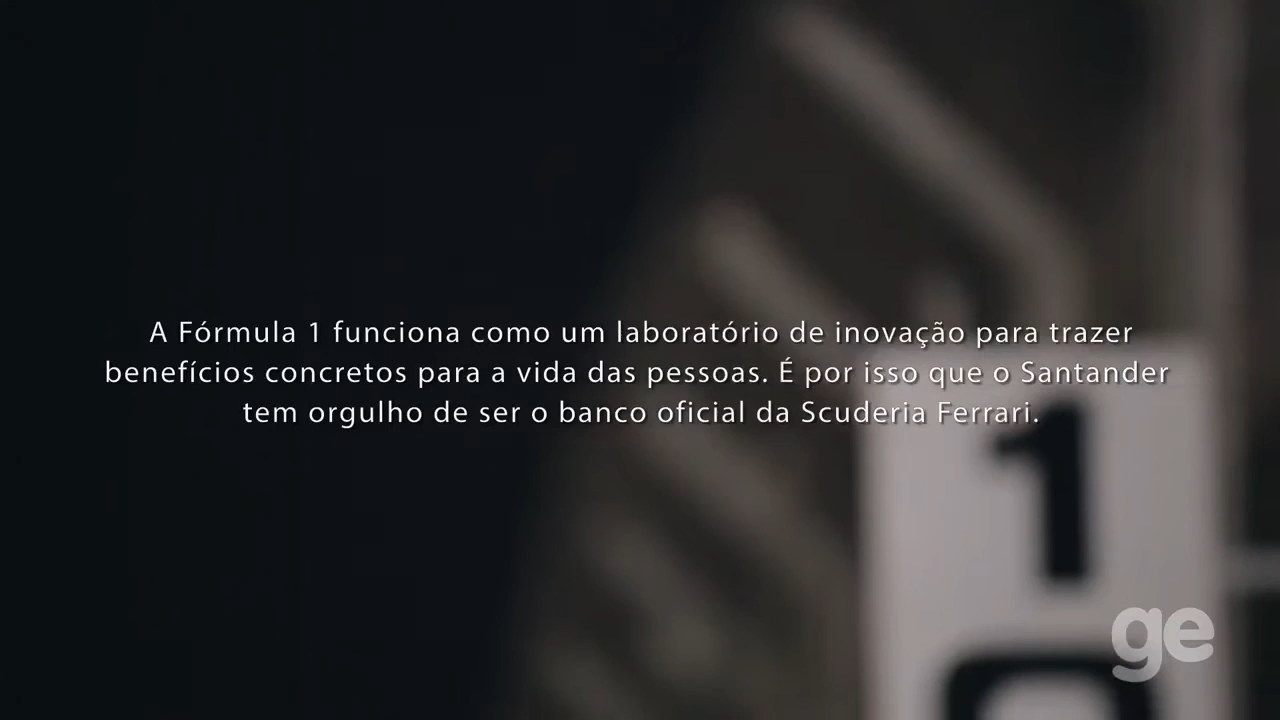 A Fórmula 1 funciona como um laboratório de inovação para trazer
benefícios concretos para a vida das pessoas. É por isso que o Santander
tem orgulho de ser o banco oficial da Scuderia Ferrari.
1
ge